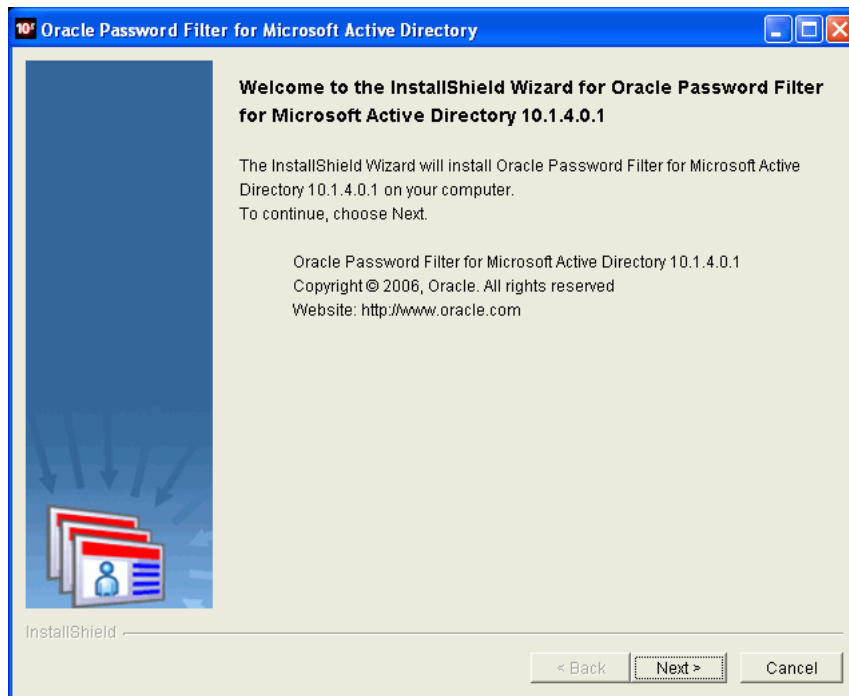 10g Oracle Password Filter for Microsoft Active Directory
Welcome to the InstallShield Wizard for Oracle Password Filter
for Microsoft Active Directory 10.1.4.0.1
The InstallShield Wizard will install Oracle Password Filter for Microsoft Active
Directory 10.1.4.0.1 on your computer.
To continue, choose Next.
Oracle Password Filter for Microsoft Active Directory 10.1.4.0.1
Copyright © 2006, Oracle. All rights reserved
Website: http://www.oracle.com
InstallShield
< Back Next > Cancel